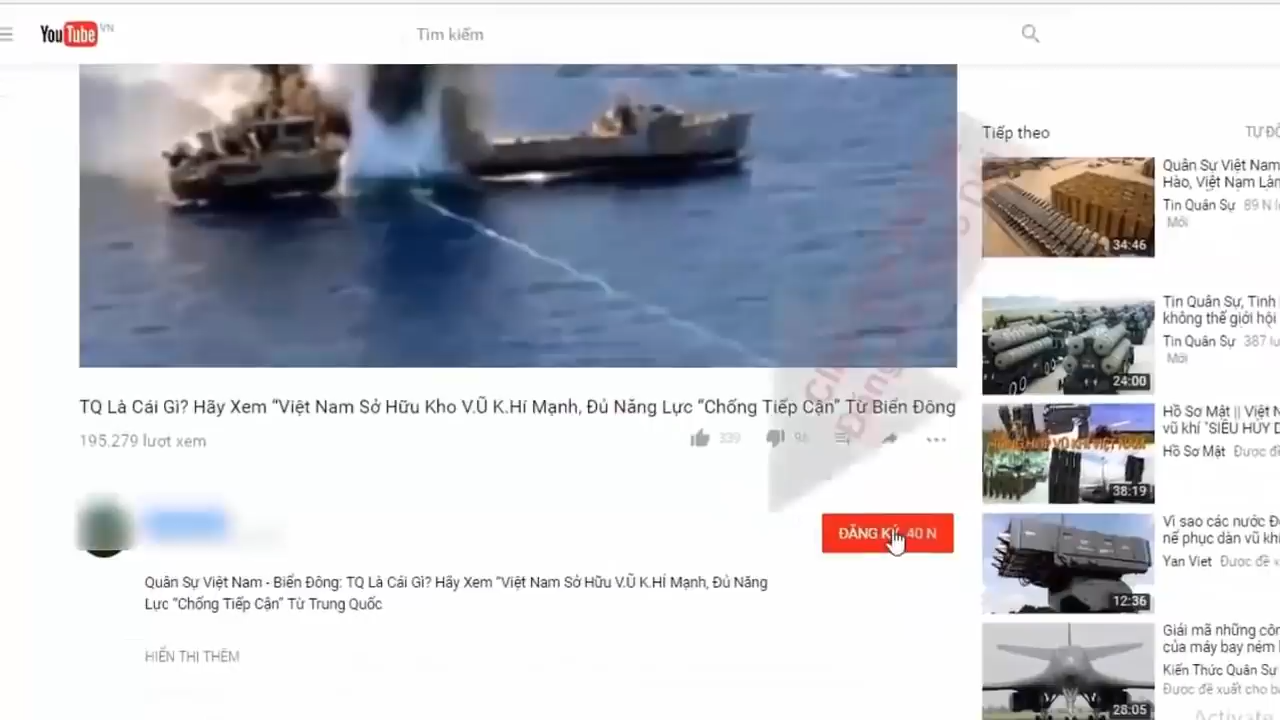 YouTube VN
Tìm kiếm
Tiếp theo
TỰ ĐỘ
34:46
Quân Sự Việt Nam
Hào, Việt Nam Làn
Tin Quân Sự 89 N l
Mới
24:00
Tin Quân Sự, Tình
không thế giới hội
Tin Quân Sự 387 lư
Mới
38:19
Hồ Sơ Mật || Việt N
vũ khí "SIÊU HỦY D
Hồ Sơ Mật Được đề
12:36
Vì sao các nước Đ
nể phục dàn vũ khí
Yan Viet Được đề x
28:05
Giải mã những côn
của máy bay ném
Kiến Thức Quân Sự
Được đề xuất cho b
TQ Là Cái Gì? Hãy Xem “Việt Nam Sở Hữu Kho V.Ũ K.Hí Mạnh, Đủ Năng Lực “Chống Tiếp Cận” Từ Biển Đông
195.279 lượt xem
339
96
ĐĂNG KÝ 40 N
Quân Sự Việt Nam - Biển Đông: TQ Là Cái Gì? Hãy Xem “Việt Nam Sở Hữu V.Ũ K.HÍ Mạnh, Đủ Năng
Lực “Chống Tiếp Cận” Từ Trung Quốc
HIỂN THỊ THÊM
Activate